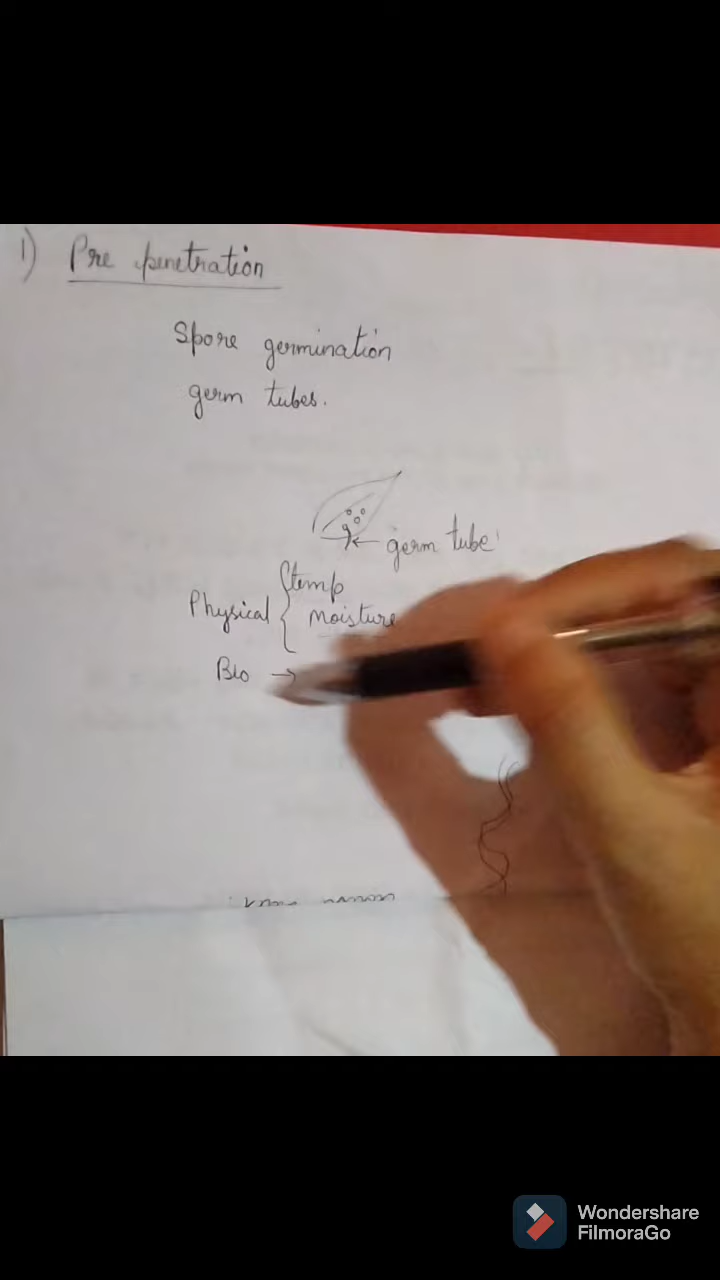 1) Pre penetration
Spore germination
germ tubes.
germ tube
Physical { temp
moisture
Bio →
Wondershare
FilmoraGo